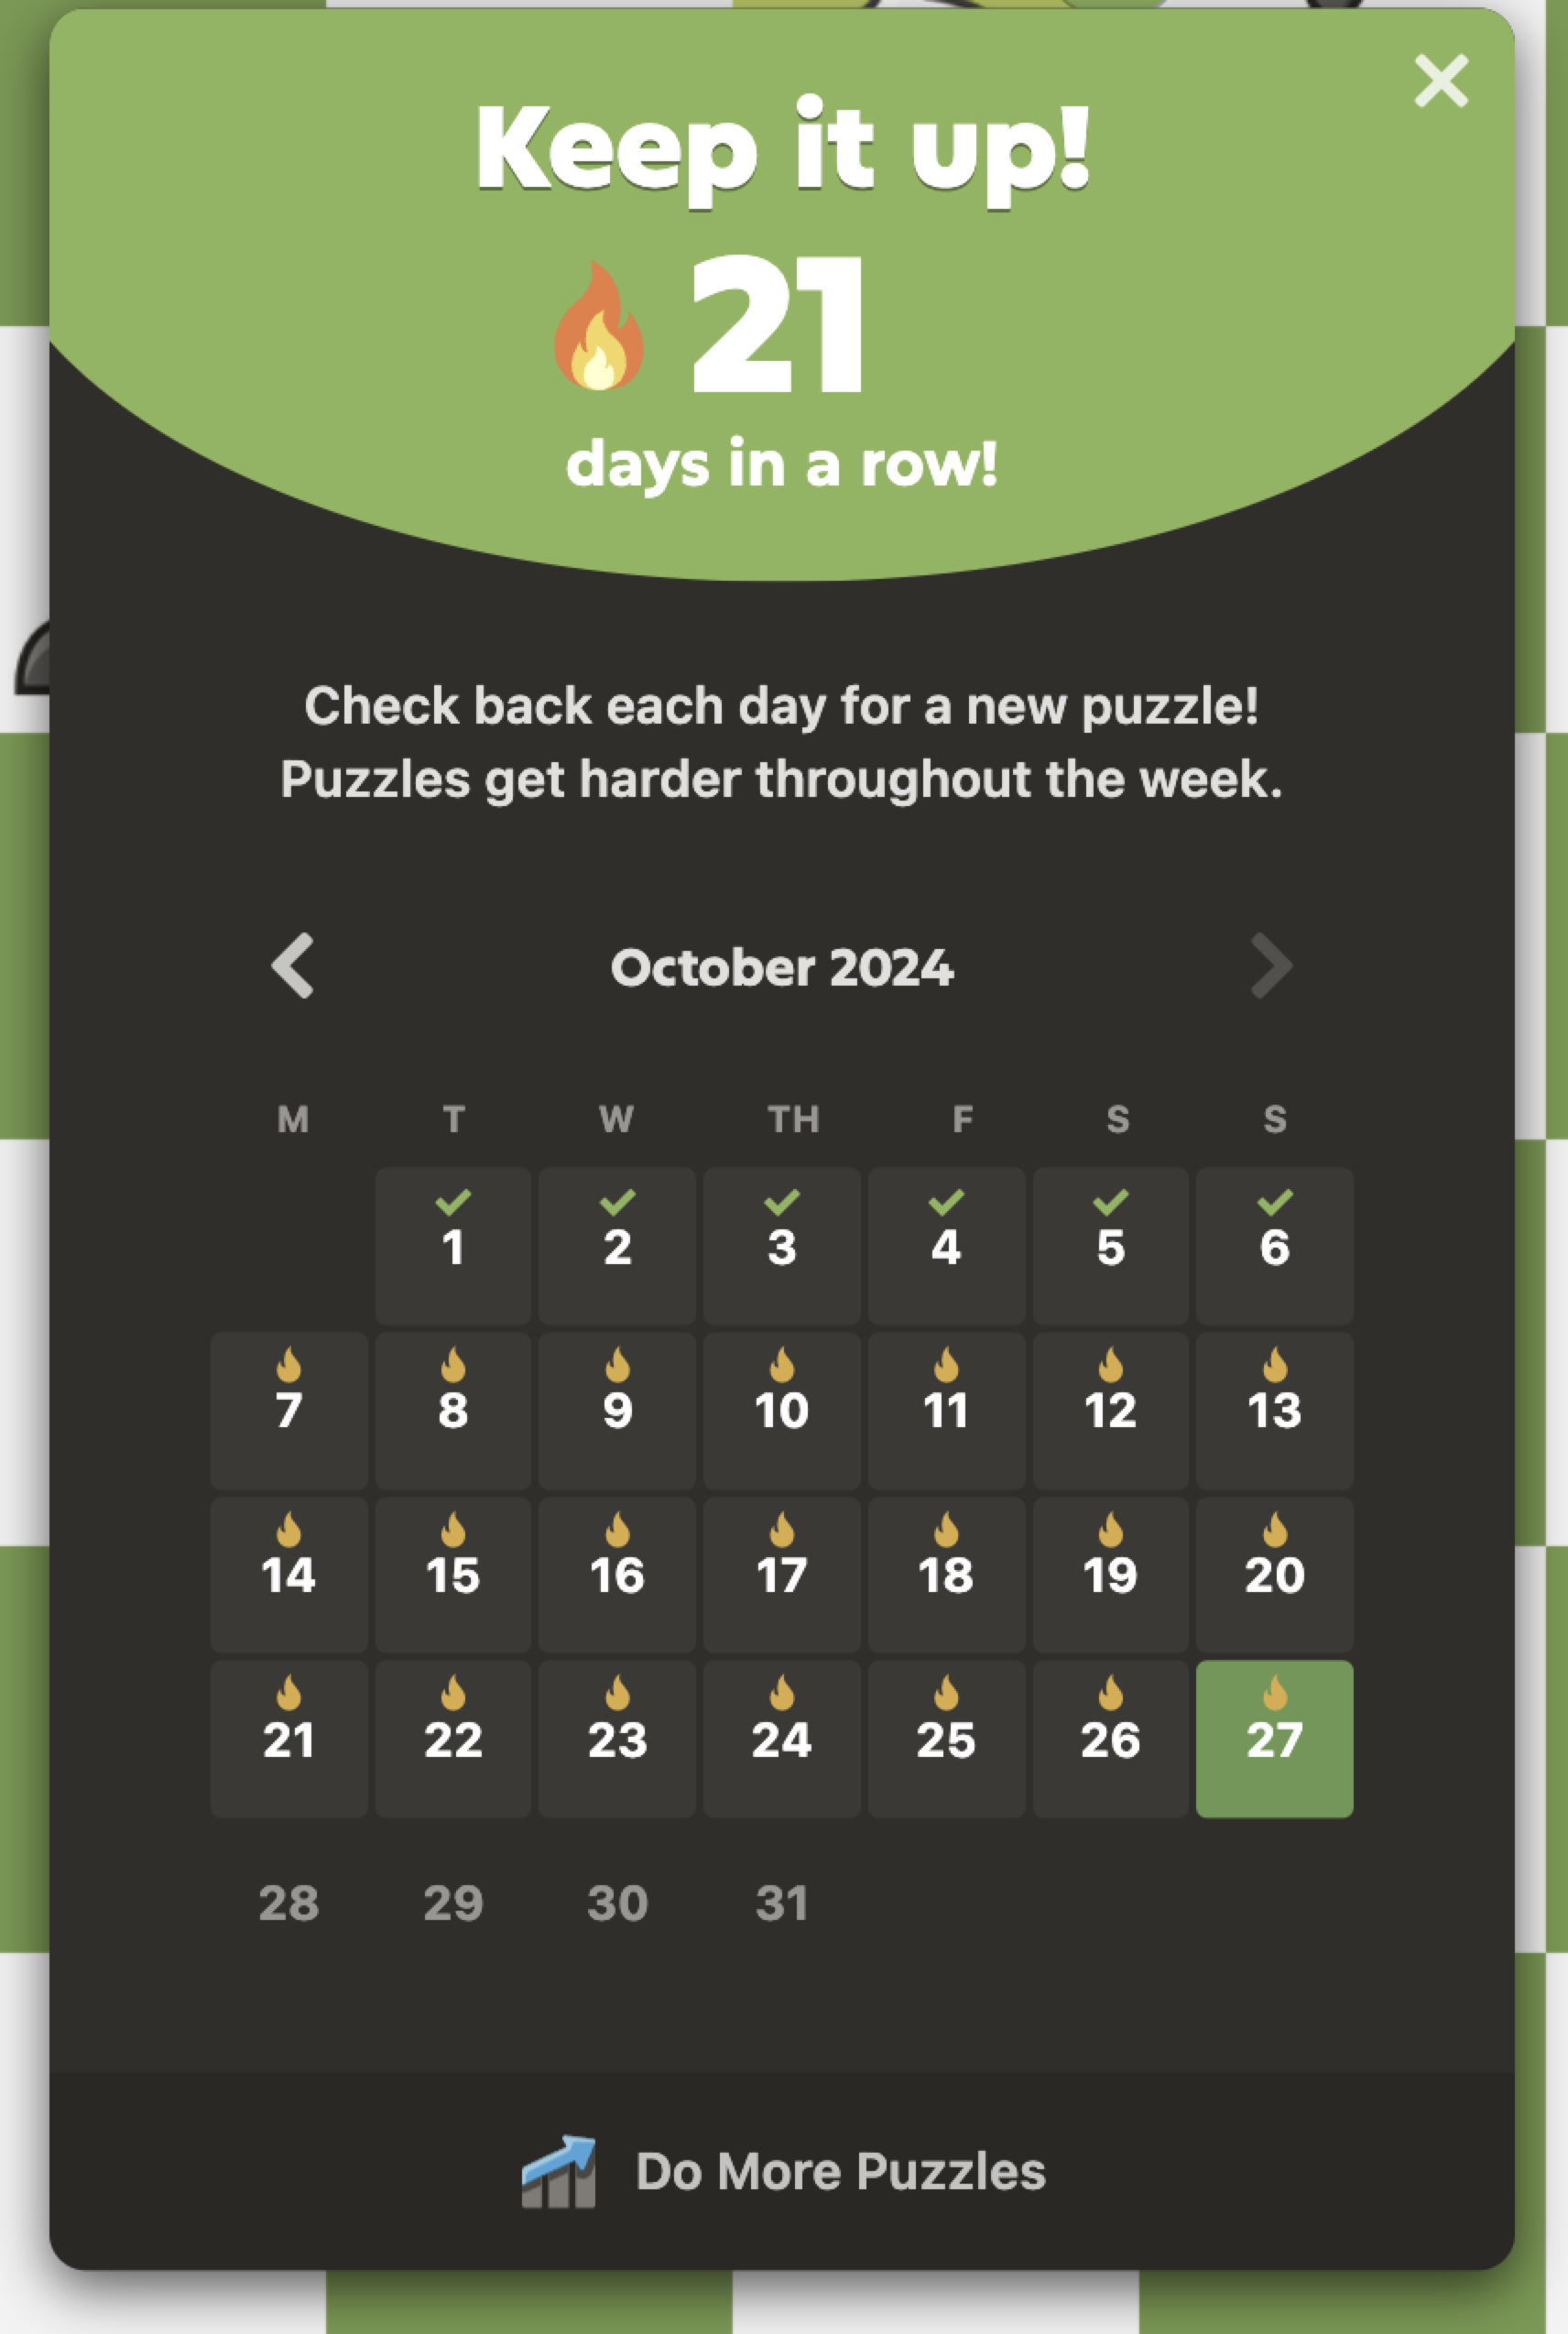 Keep it up!
21
days in a row!
Check back each day for a new puzzle!
Puzzles get harder throughout the week.
October 2024
M T W TH F S S
1 2 3 4 5 6
7 8 9 10 11 12 13
14 15 16 17 18 19 20
21 22 23 24 25 26 27
28 29 30 31
Do More Puzzles